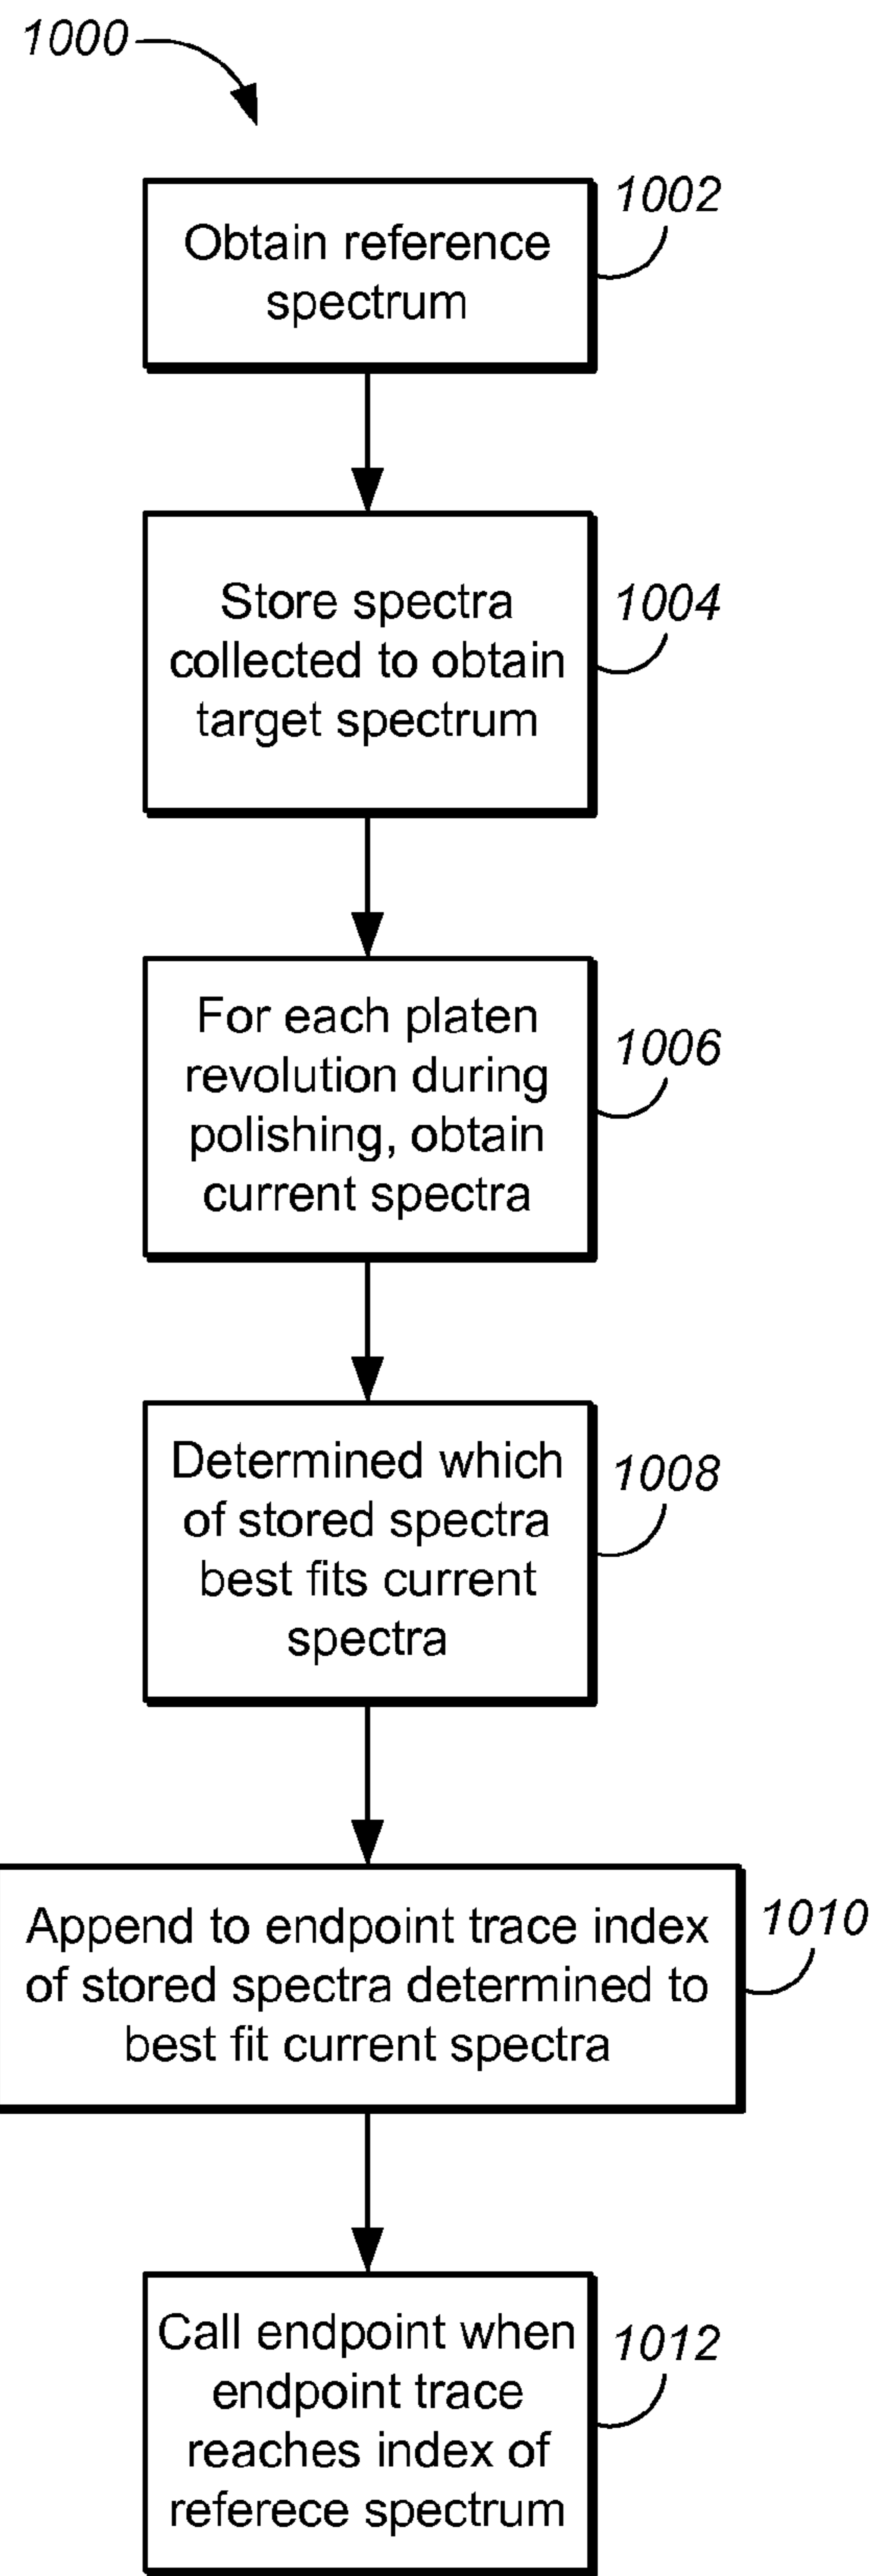 1000
1002
Obtain reference
spectrum
1004
Store spectra
collected to obtain
target spectrum
1006
For each platen
revolution during
polishing, obtain
current spectra
1008
Determined which
of stored spectra
best fits current
spectra
1010
Append to endpoint trace index
of stored spectra determined to
best fit current spectra
1012
Call endpoint when
endpoint trace
reaches index of
referece spectrum